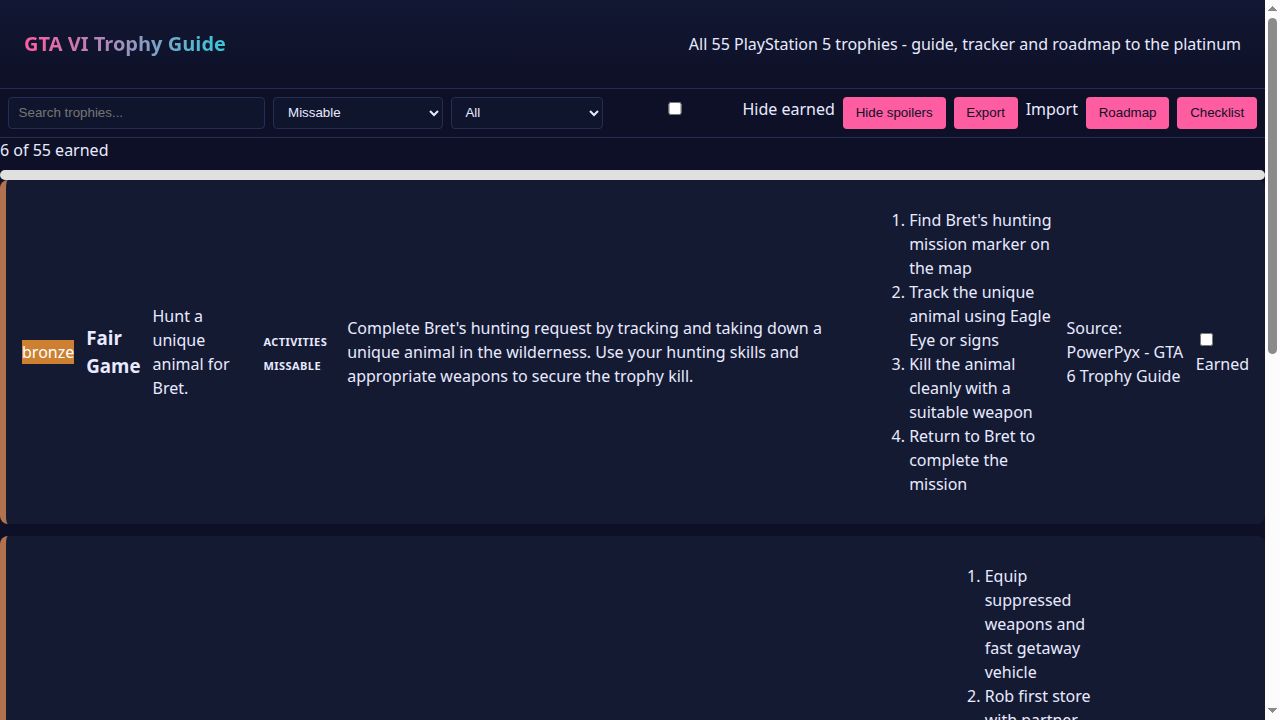 GTA VI Trophy Guide
All 55 PlayStation 5 trophies - guide, tracker and roadmap to the platinum
Search trophies...
Missable
All
Hide earned
Hide spoilers
Export
Import
Roadmap
Checklist
6 of 55 earned
bronze
Fair
Game
Hunt a
unique
animal for
Bret.
ACTIVITIES
MISSABLE
Complete Bret's hunting request by tracking and taking down a
unique animal in the wilderness. Use your hunting skills and
appropriate weapons to secure the trophy kill.
1. Find Bret's hunting
mission marker on
the map
2. Track the unique
animal using Eagle
Eye or signs
3. Kill the animal
cleanly with a
suitable weapon
4. Return to Bret to
complete the
mission
Source:
PowerPyx - GTA
6 Trophy Guide
Earned
1. Equip
suppressed
weapons and
fast getaway
vehicle
2. Rob first store
with partner